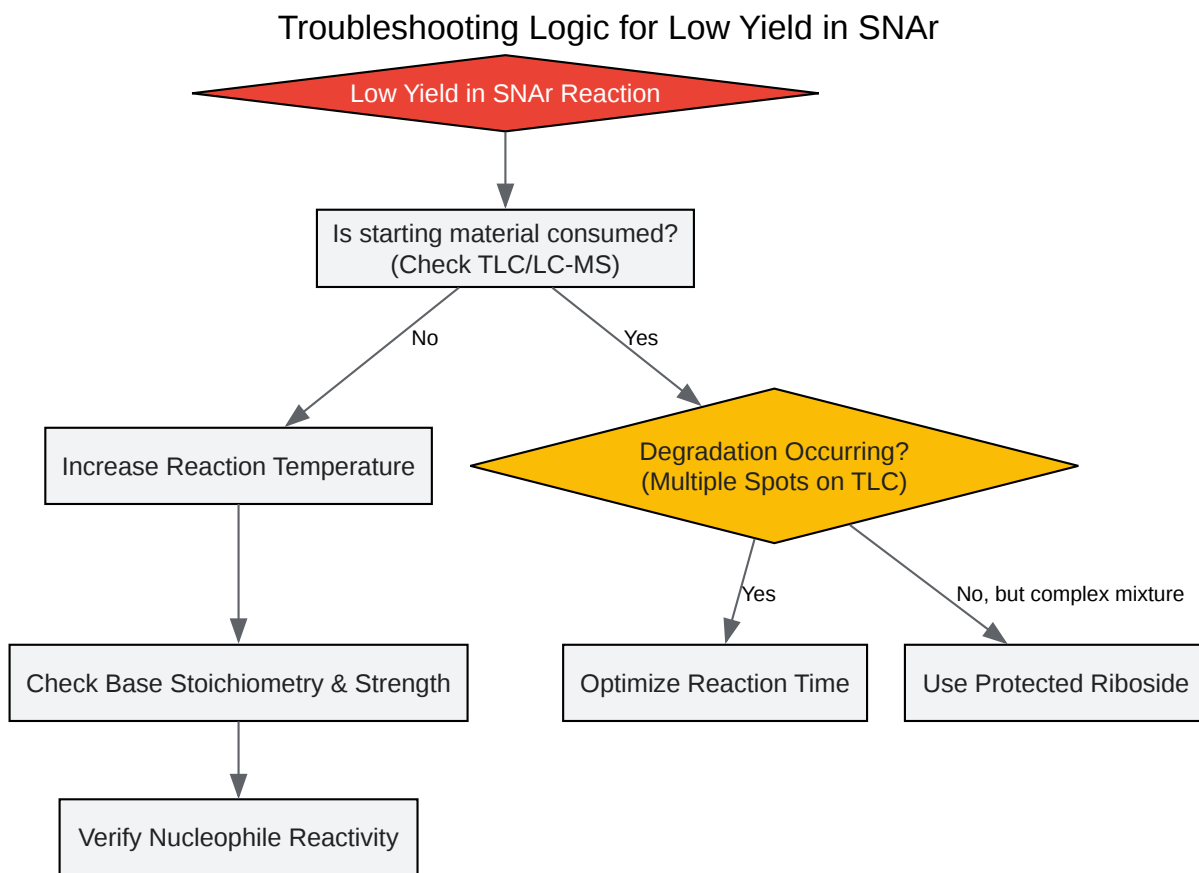 Troubleshooting Logic for Low Yield in SNAr
Low Yield in SNAr Reaction
Is starting material consumed?
(Check TLC/LC-MS)
No
Yes
Increase Reaction Temperature
Degradation Occurring?
(Multiple Spots on TLC)
Yes
No, but complex mixture
Check Base Stoichiometry & Strength
Optimize Reaction Time
Use Protected Riboside
Verify Nucleophile Reactivity